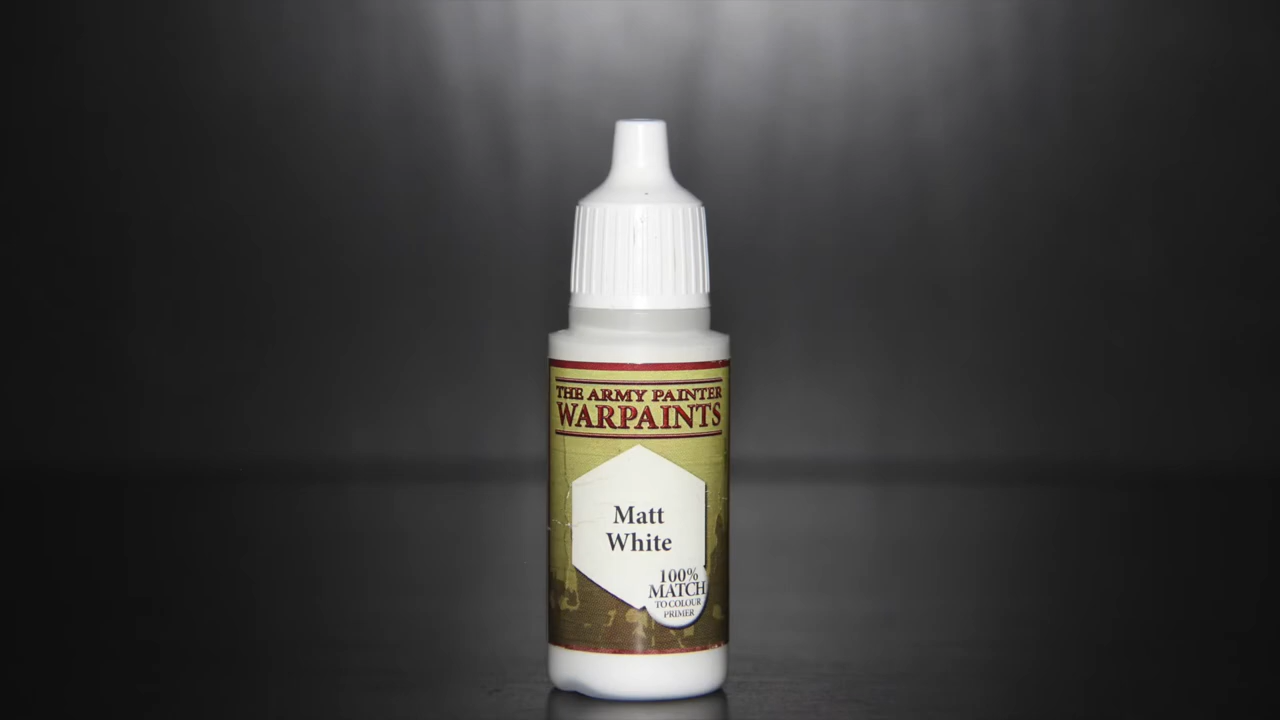 THE ARMY PAINTER
WARPAINTS
Matt
White
100%
MATCH
TO COLOUR
PRIMER